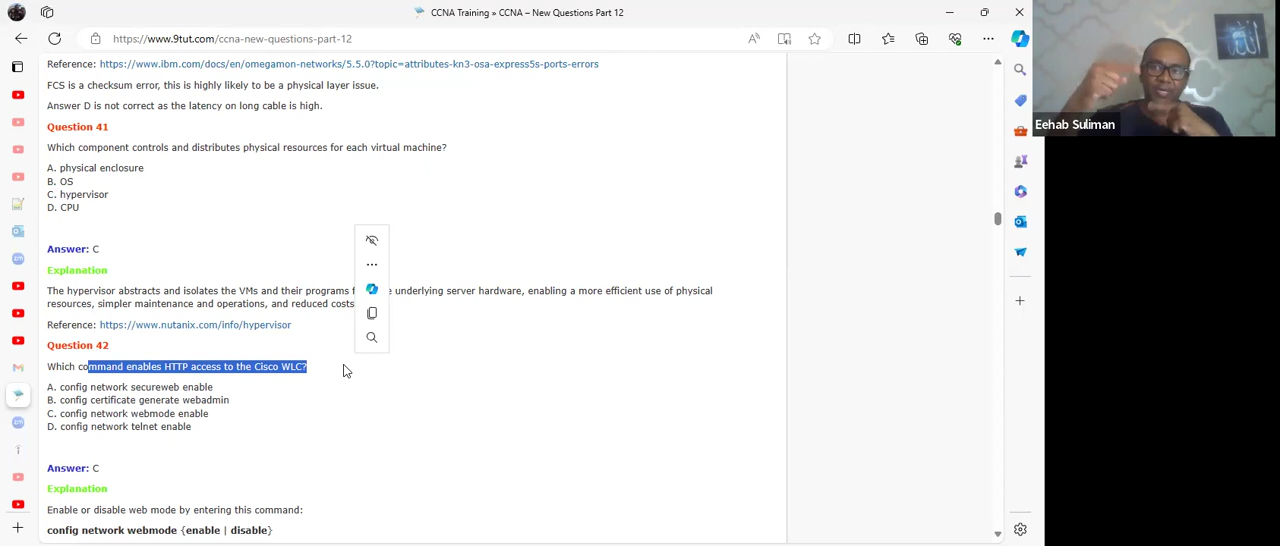 CCNA Training » CCNA – New Questions Part 12
https://www.9tut.com/ccna-new-questions-part-12
Reference: https://www.ibm.com/docs/en/omegamon-networks/5.5.0?topic=attributes-kn3-osa-express5s-ports-errors
FCS is a checksum error, this is highly likely to be a physical layer issue.
Answer D is not correct as the latency on long cable is high.
Question 41
Which component controls and distributes physical resources for each virtual machine?
A. physical enclosure
B. OS
C. hypervisor
D. CPU
Answer: C
Explanation
The hypervisor abstracts and isolates the VMs and their programs underlying server hardware, enabling a more efficient use of physical
resources, simpler maintenance and operations, and reduced costs
Reference: https://www.nutanix.com/info/hypervisor
Question 42
Which command enables HTTP access to the Cisco WLC?
A. config network secureweb enable
B. config certificate generate webadmin
C. config network webmode enable
D. config network telnet enable
Answer: C
Explanation
Enable or disable web mode by entering this command:
config network webmode {enable | disable}
Eehab Suliman